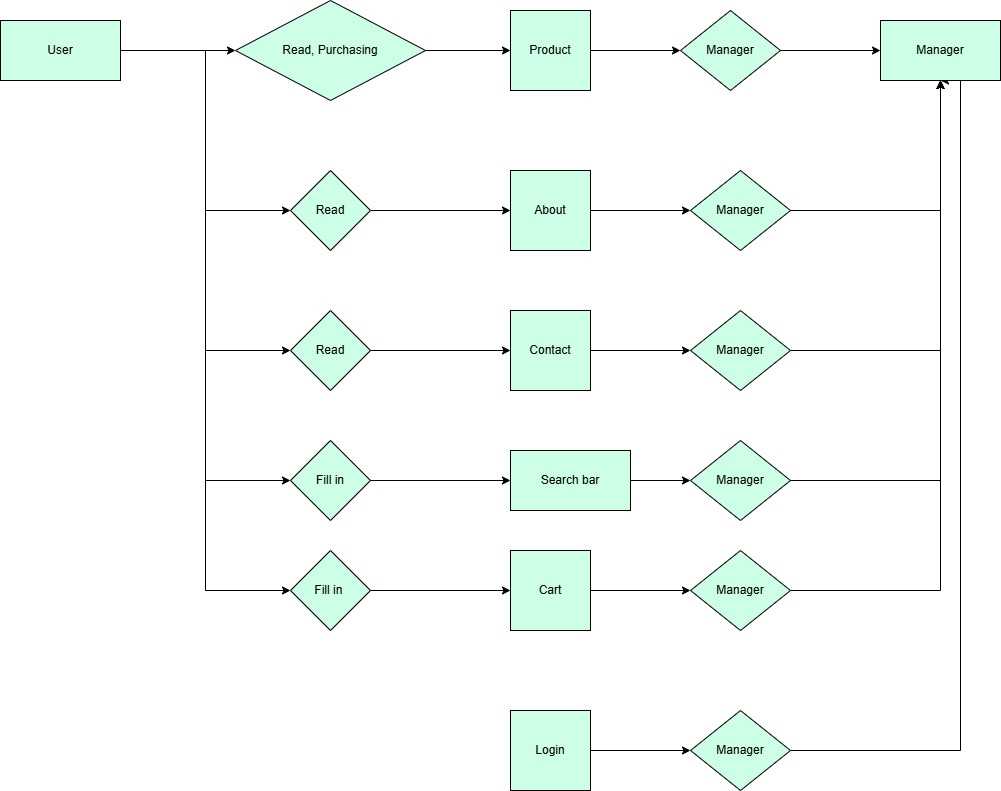 User
Read, Purchasing
Product
Manager
Manager
Read
About
Manager
Read
Contact
Manager
Fill in
Search bar
Manager
Fill in
Cart
Manager
Login
Manager